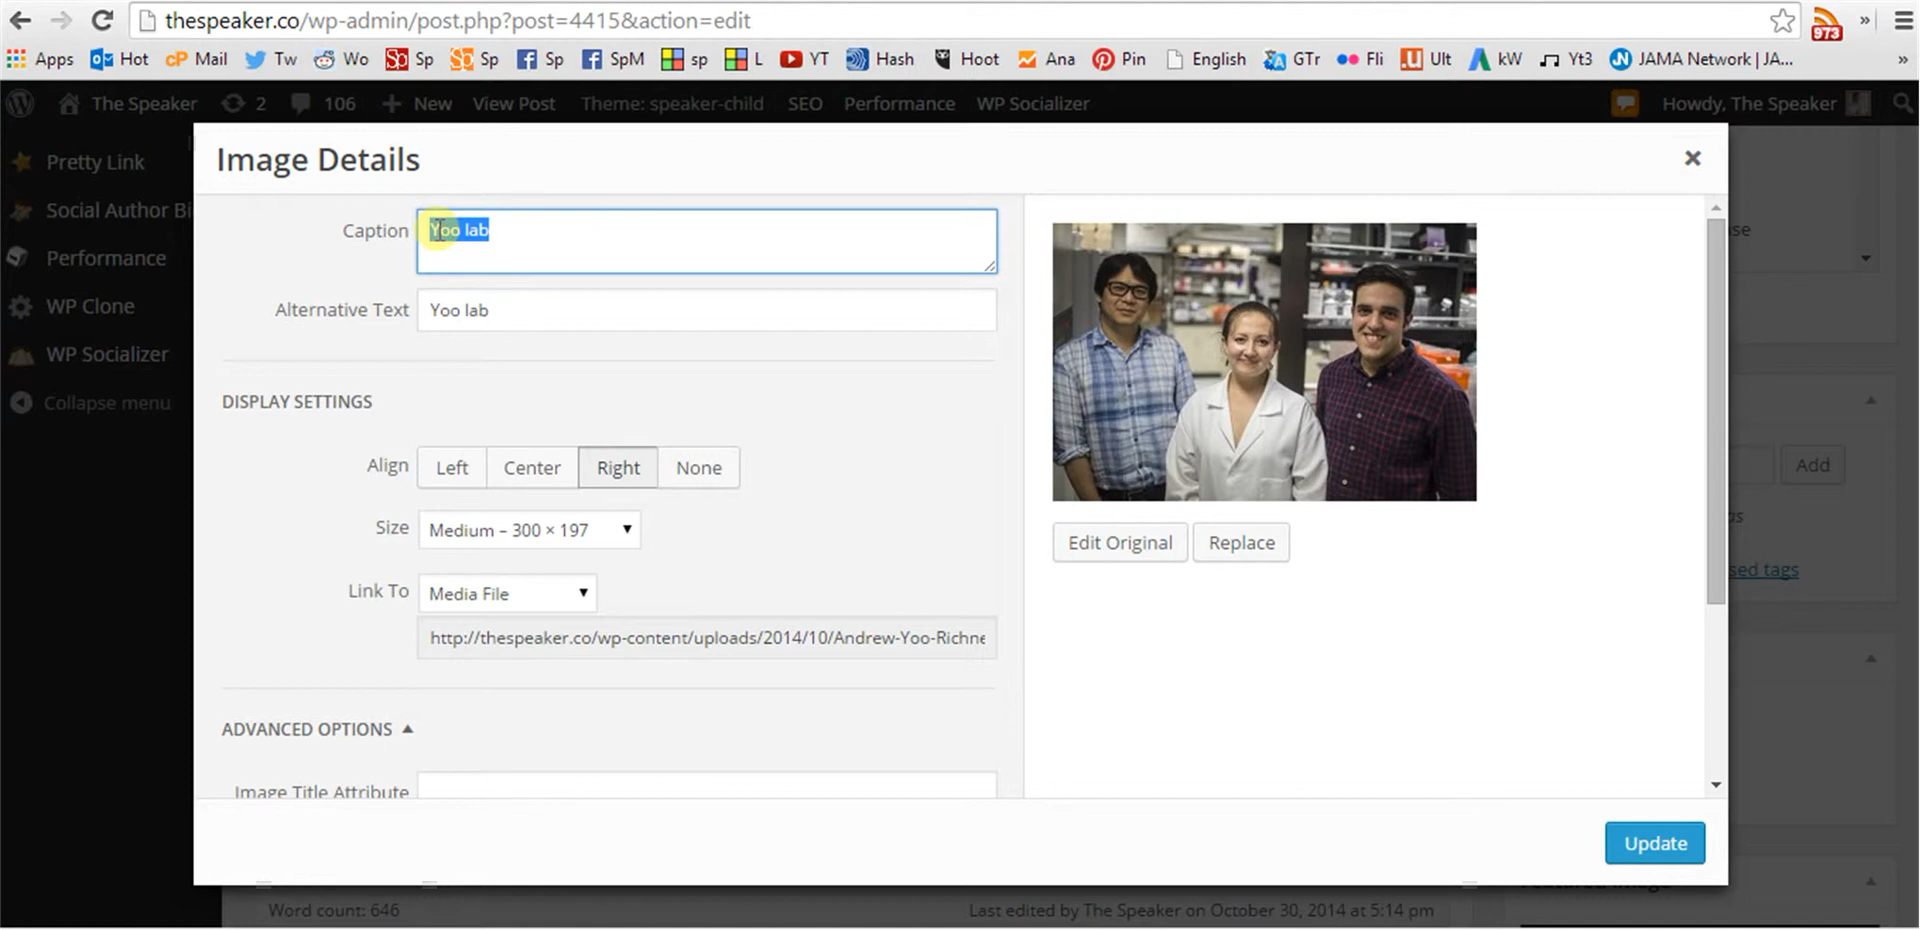 thespeaker.co/wp-admin/post.php?post=4415&action=edit
973
Apps Hot cP Mail Tw Wo Sp Sp Sp SpM sp L YT Hash Hoot Ana Pin English GTr Fli Ult kW Yt3 JAMA Network | JA...
The Speaker 2 106 New View Post Theme: speaker-child SEO Performance WP Socializer Howdy, The Speaker
Pretty Link
Social Author Bi
Performance
WP Clone
WP Socializer
Collapse menu
Image Details
Caption Yoo lab
Alternative Text Yoo lab
DISPLAY SETTINGS
Align Left Center Right None
Size Medium – 300 × 197
Link To Media File
http://thespeaker.co/wp-content/uploads/2014/10/Andrew-Yoo-Richne
ADVANCED OPTIONS
Image Title Attribute
Edit Original Replace
Update
Add
sed tags
Word count: 646 Last edited by The Speaker on October 30, 2014 at 5:14 pm